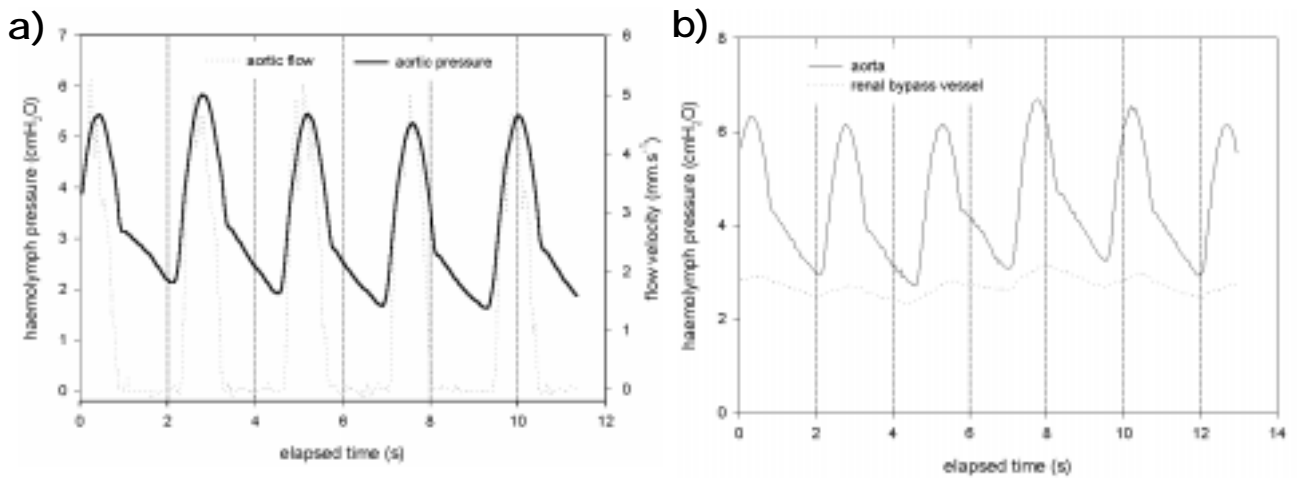 a)
7
6
5
4
3
2
1
0
haemolymph pressure (cmH₂O)
aortic flow
aortic pressure
6
5
4
3
2
1
0
flow velocity (mm.s⁻¹)
0 2 4 6 8 10 12
elapsed time (s)
b)
8
6
4
2
0
haemolymph pressure (cmH₂O)
aorta
renal bypass vessel
0 2 4 6 8 10 12 14
elapsed time (s)